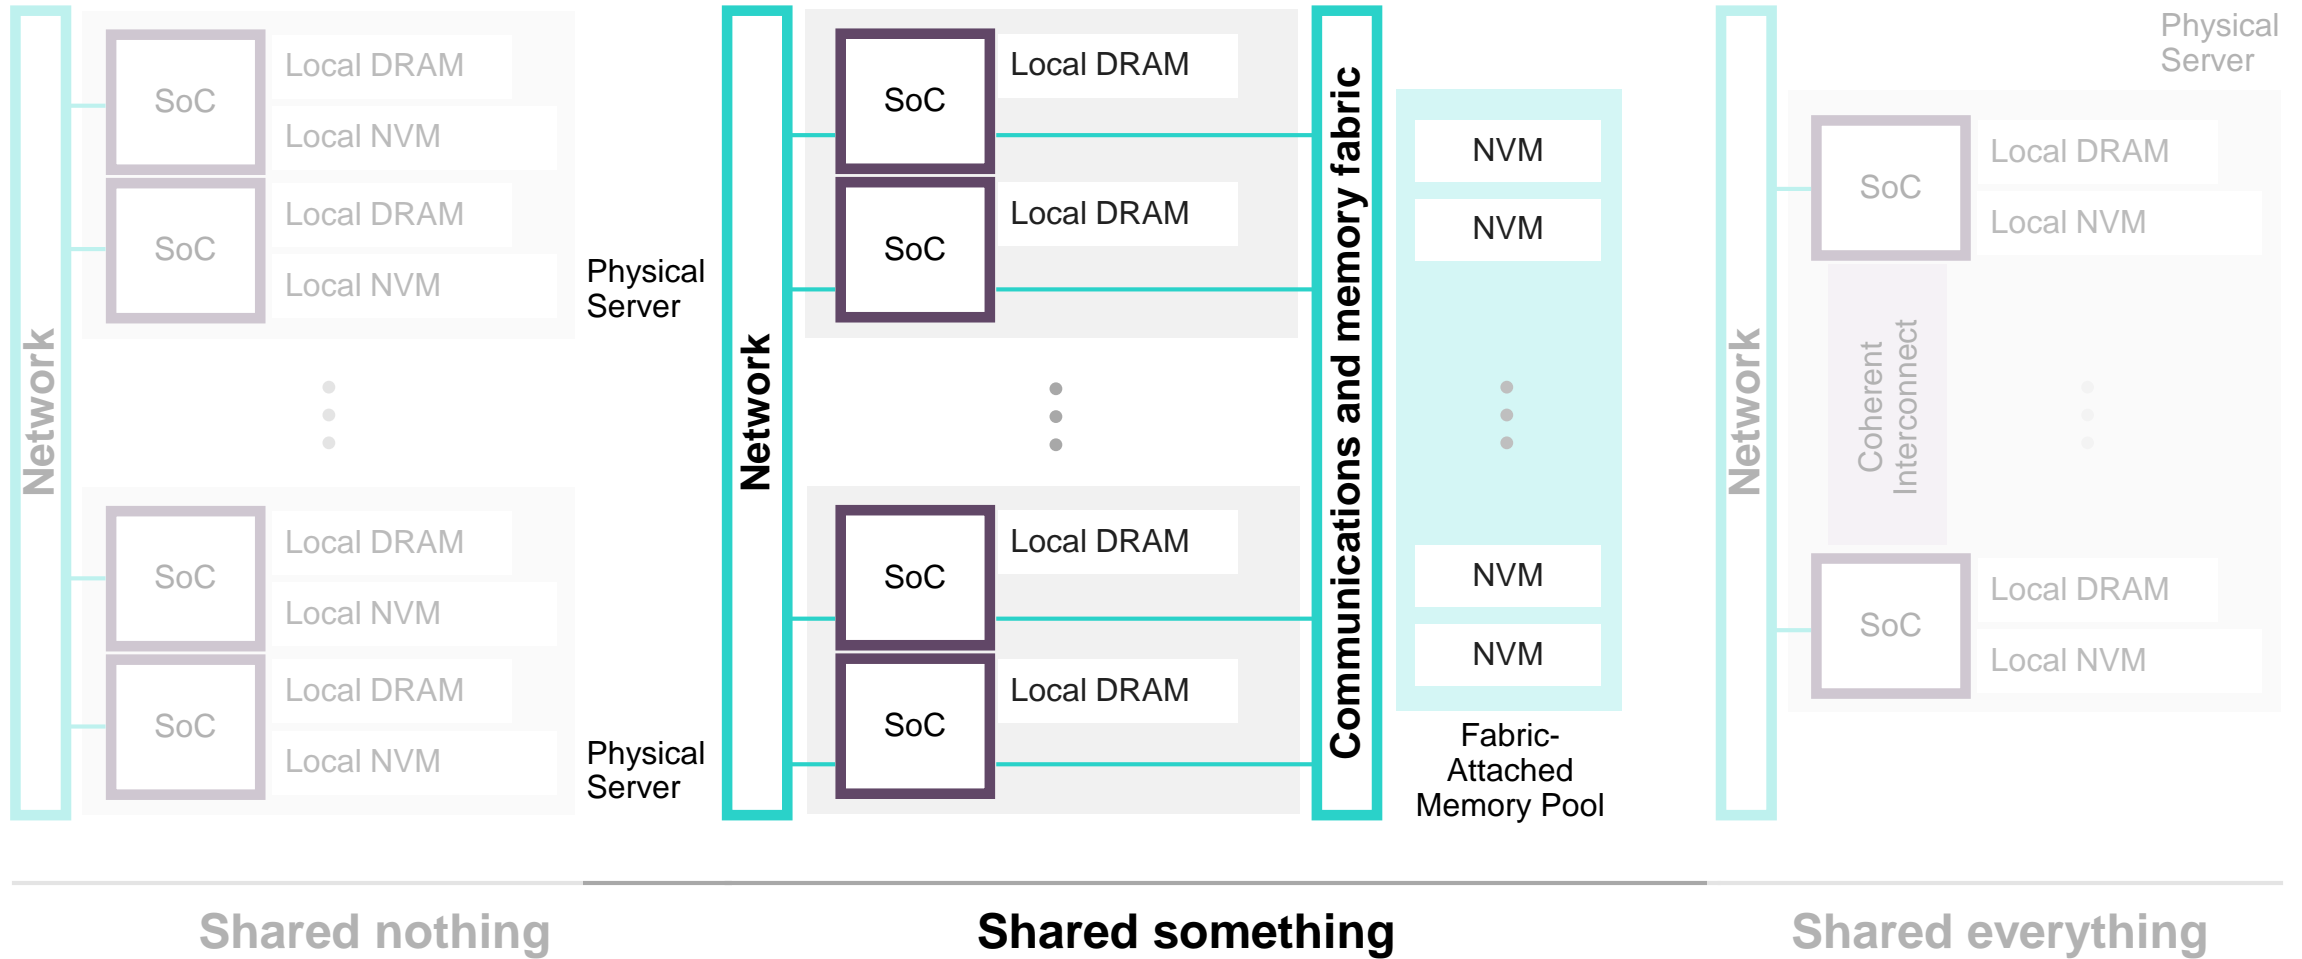 Network
SoC
Local DRAM
Local NVM
SoC
Local DRAM
Local NVM
SoC
Local DRAM
Local NVM
SoC
Local DRAM
Local NVM
Physical
Server
Physical
Server
Network
SoC
Local DRAM
SoC
Local DRAM
SoC
Local DRAM
SoC
Local DRAM
Communications and memory fabric
NVM
NVM
NVM
NVM
Fabric-
Attached
Memory Pool
Network
Physical
Server
SoC
Local DRAM
Local NVM
Coherent
Interconnect
SoC
Local DRAM
Local NVM
Shared nothing
Shared something
Shared everything